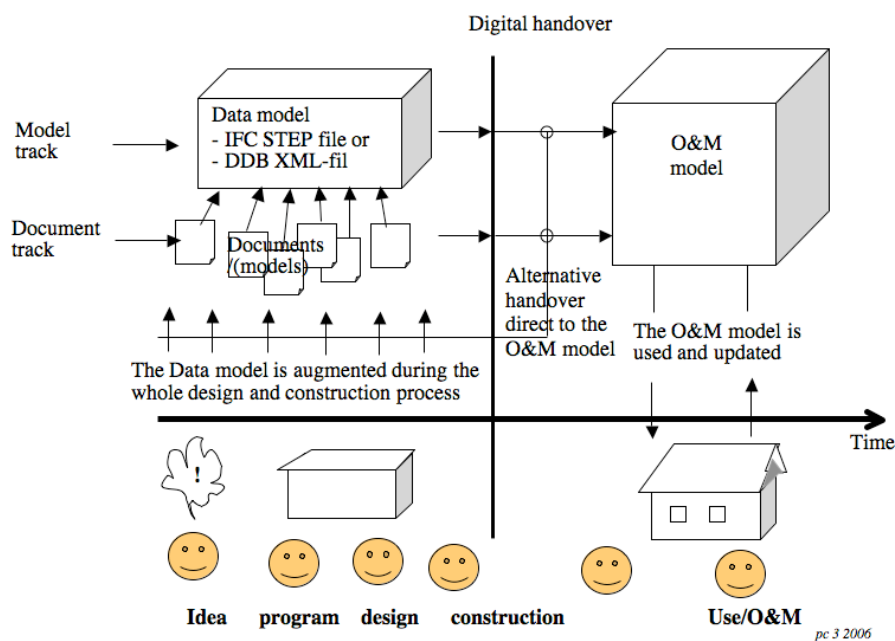 Digital handover
Data model
- IFC STEP file or
- DDB XML-fil
Model
track
O&M
model
Document
track
Documents
/(models)
Alternative
handover
direct to the
O&M model
The O&M model is
used and updated
The Data model is augmented during the
whole design and construction process
Time
!
Idea program design construction Use/O&M
pc 3 2006